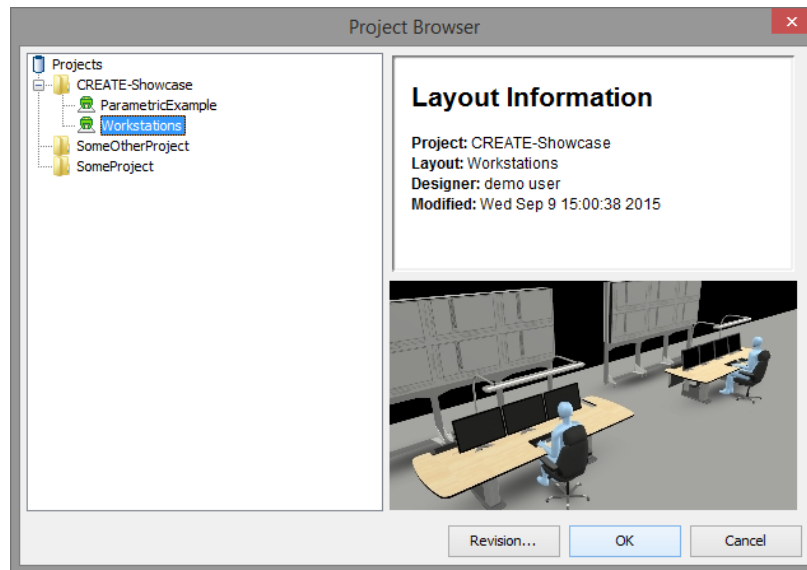 Project Browser
Projects
CREATE-Showcase
ParametricExample
Workstations
SomeOtherProject
SomeProject
Layout Information
Project: CREATE-Showcase
Layout: Workstations
Designer: demo user
Modified: Wed Sep 9 15:00:38 2015
Revision...
OK
Cancel